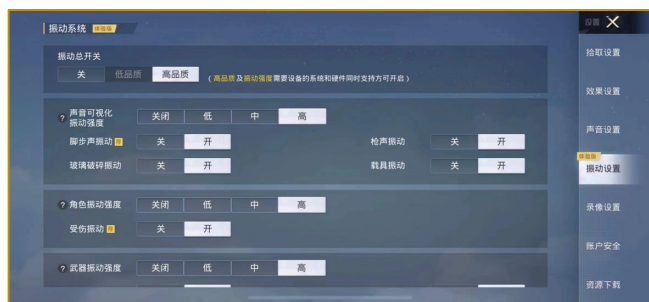 振动系统 体验版
振动总开关
关 低品质 高品质 (高品质及振动强度需要设备的系统和硬件同时支持方可开启)
? 声音可视化
振动强度 关闭 低 中 高
脚步声振动 荐 关 开 枪声振动 关 开
玻璃破碎振动 关 开 载具振动 关 开
? 角色振动强度 关闭 低 中 高
受伤振动 荐 关 开
? 武器振动强度 关闭 低 中 高
设置 X
拾取设置
效果设置
声音设置
体验版
振动设置
录像设置
账户安全
资源下载